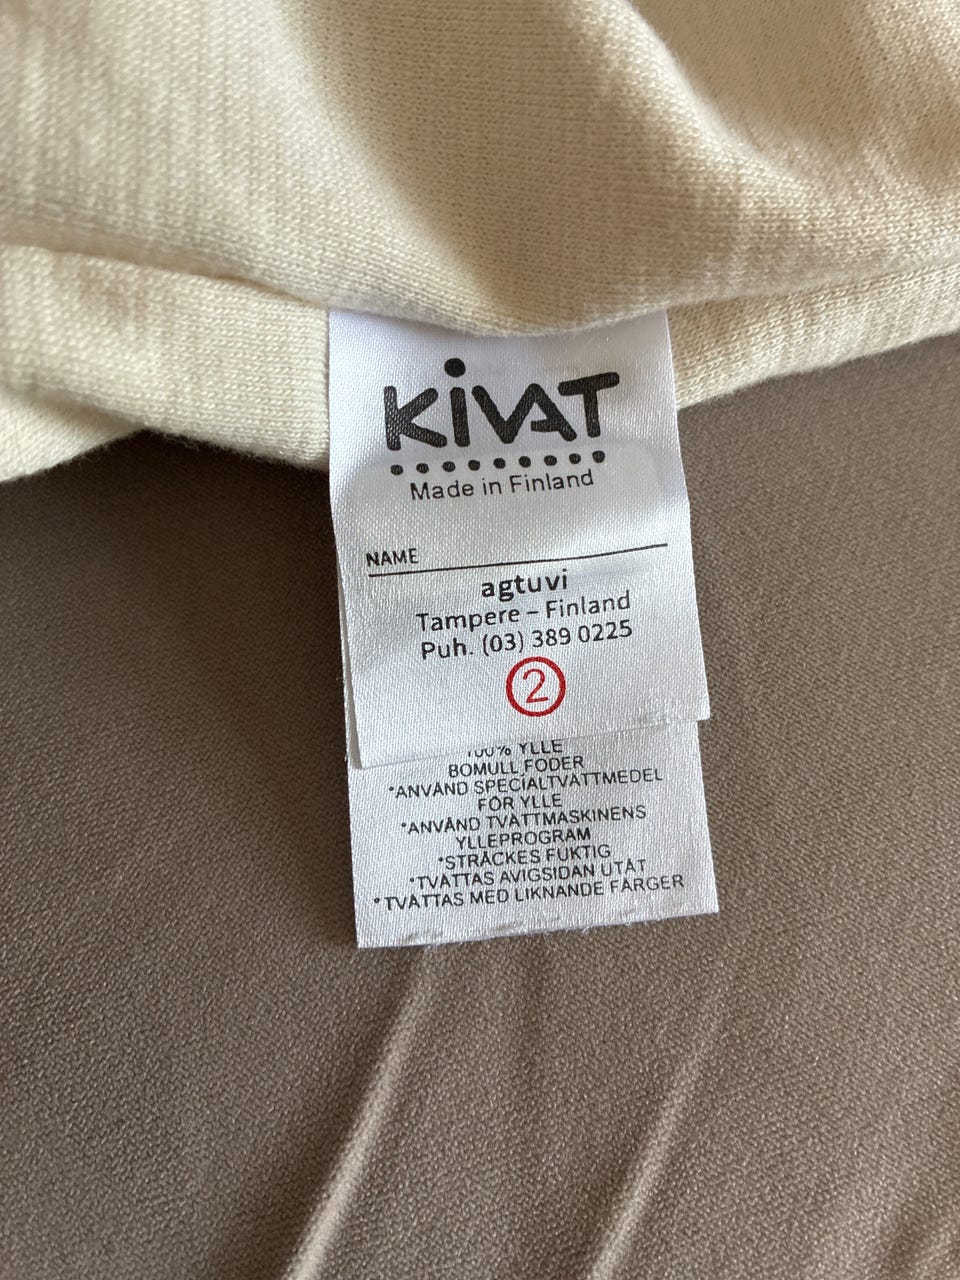 KiVAT
Made in Finland
NAME
agtuvi
Tampere – Finland
Puh. (03) 389 0225
2
100% YLLE
BOMULL FODER
*ANVÄND SPECIALTVÄTTMEDEL
FÖR YLLE
*ANVÄND TVÄTTMASKINENS
YLLEPROGRAM
*STRÄCKES FUKTIG
*TVÄTTAS AVIGSIDAN UTÅT
*TVÄTTAS MED LIKNANDE FÄRGER